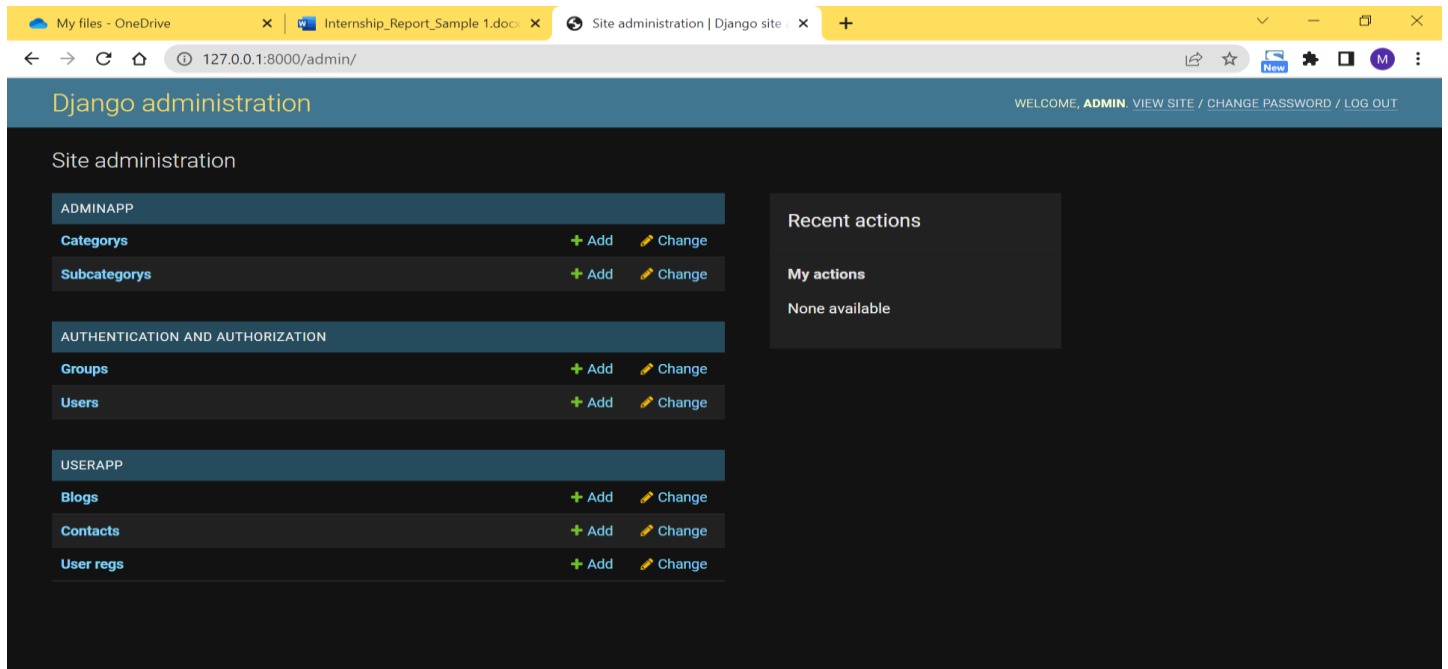 My files - OneDrive
Internship_Report_Sample 1.docx
Site administration | Django site
127.0.0.1:8000/admin/
New
M
Django administration
WELCOME, ADMIN. VIEW SITE / CHANGE PASSWORD / LOG OUT
Site administration
ADMINAPP
Categorys Add Change
Subcategorys Add Change
AUTHENTICATION AND AUTHORIZATION
Groups Add Change
Users Add Change
USERAPP
Blogs Add Change
Contacts Add Change
User regs Add Change
Recent actions
My actions
None available